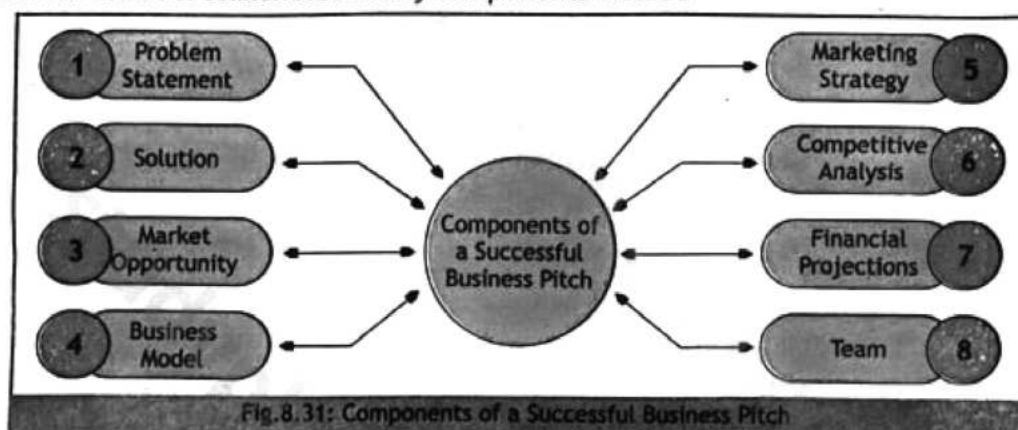 1
Problem
Statement
2
Solution
3
Market
Opportunity
4
Business
Model
Components of
a Successful
Business Pitch
Marketing
Strategy
5
Competitive
Analysis
6
Financial
Projections
7
Team
8
Fig.8.31: Components of a Successful Business Pitch